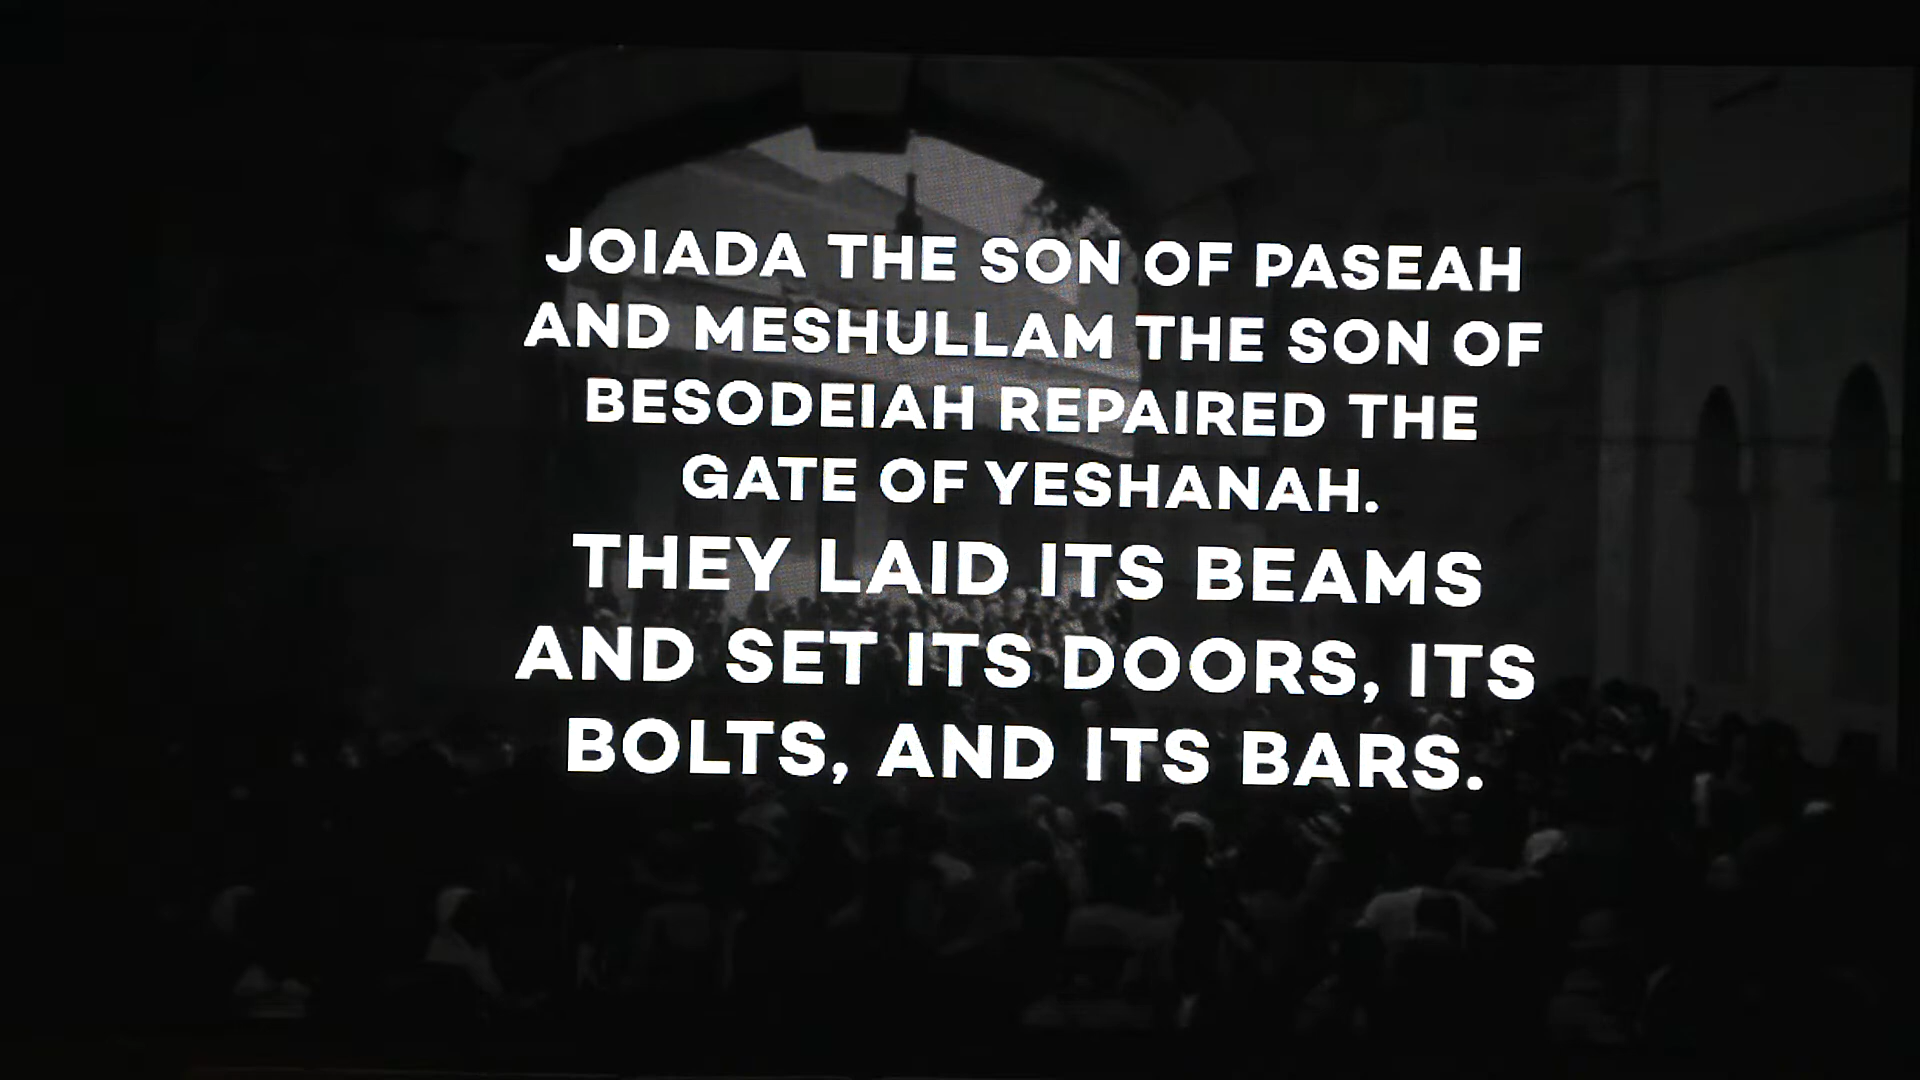 JOIADA THE SON OF PASEAH
AND MESHULLAM THE SON OF
BESODEIAH REPAIRED THE
GATE OF YESHANAH.
THEY LAID ITS BEAMS
AND SET ITS DOORS, ITS
BOLTS, AND ITS BARS.